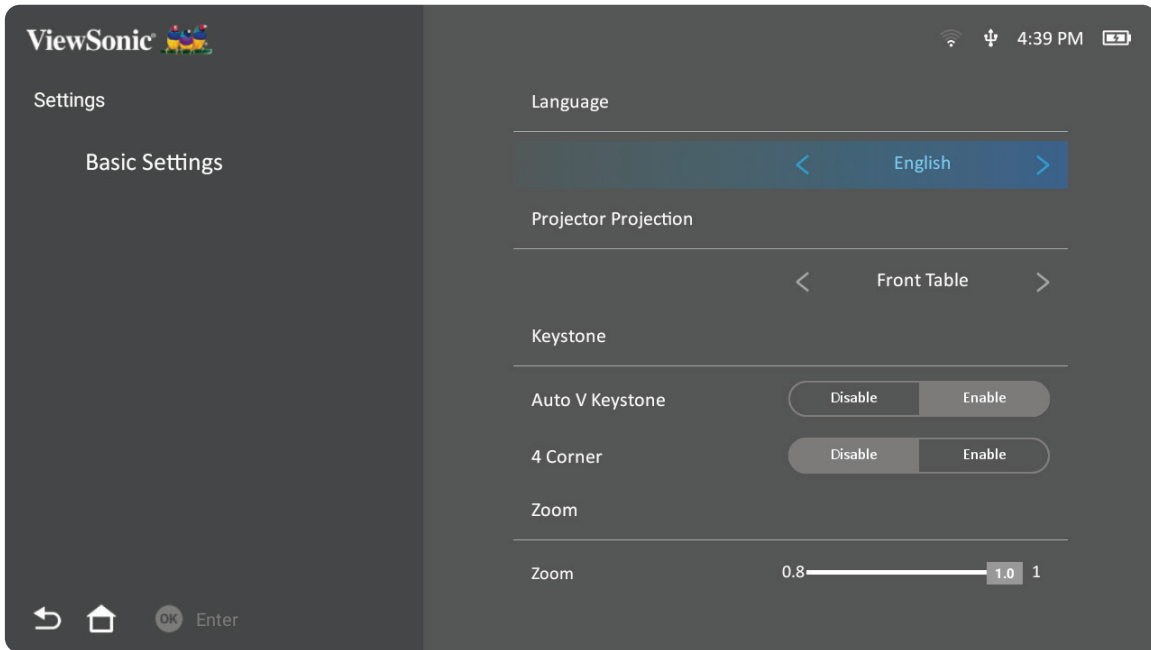 ViewSonic®
4:39 PM
Settings
Basic Settings
Language
< English >
Projector Projection
< Front Table >
Keystone
Auto V Keystone Disable Enable
4 Corner Disable Enable
Zoom
Zoom 0.8 1.0 1
OK Enter